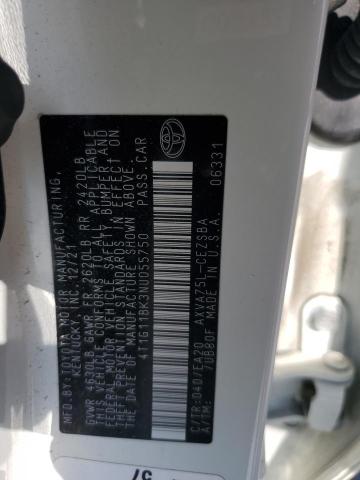 MFD. BY: TOYOTA MOTOR MANUFACTURING,
KENTUCKY, INC. 12/21
GVWR 4630LB GAWR FR 2670LB RR 2420LB
THIS VEHICLE CONFORMS TO ALL APPLICABLE
FEDERAL MOTOR VEHICLE SAFETY, BUMPER, AND
THEFT PREVENTION STANDARDS IN EFFECT ON
THE DATE OF MANUFACTURE SHOWN ABOVE.
4T1G11BK3NU055750 PASS.CAR
C/TR:040/EA20 AXVA75L-CEZSBA
A/TM: /UB80F MADE IN U.S.A.
06331
57